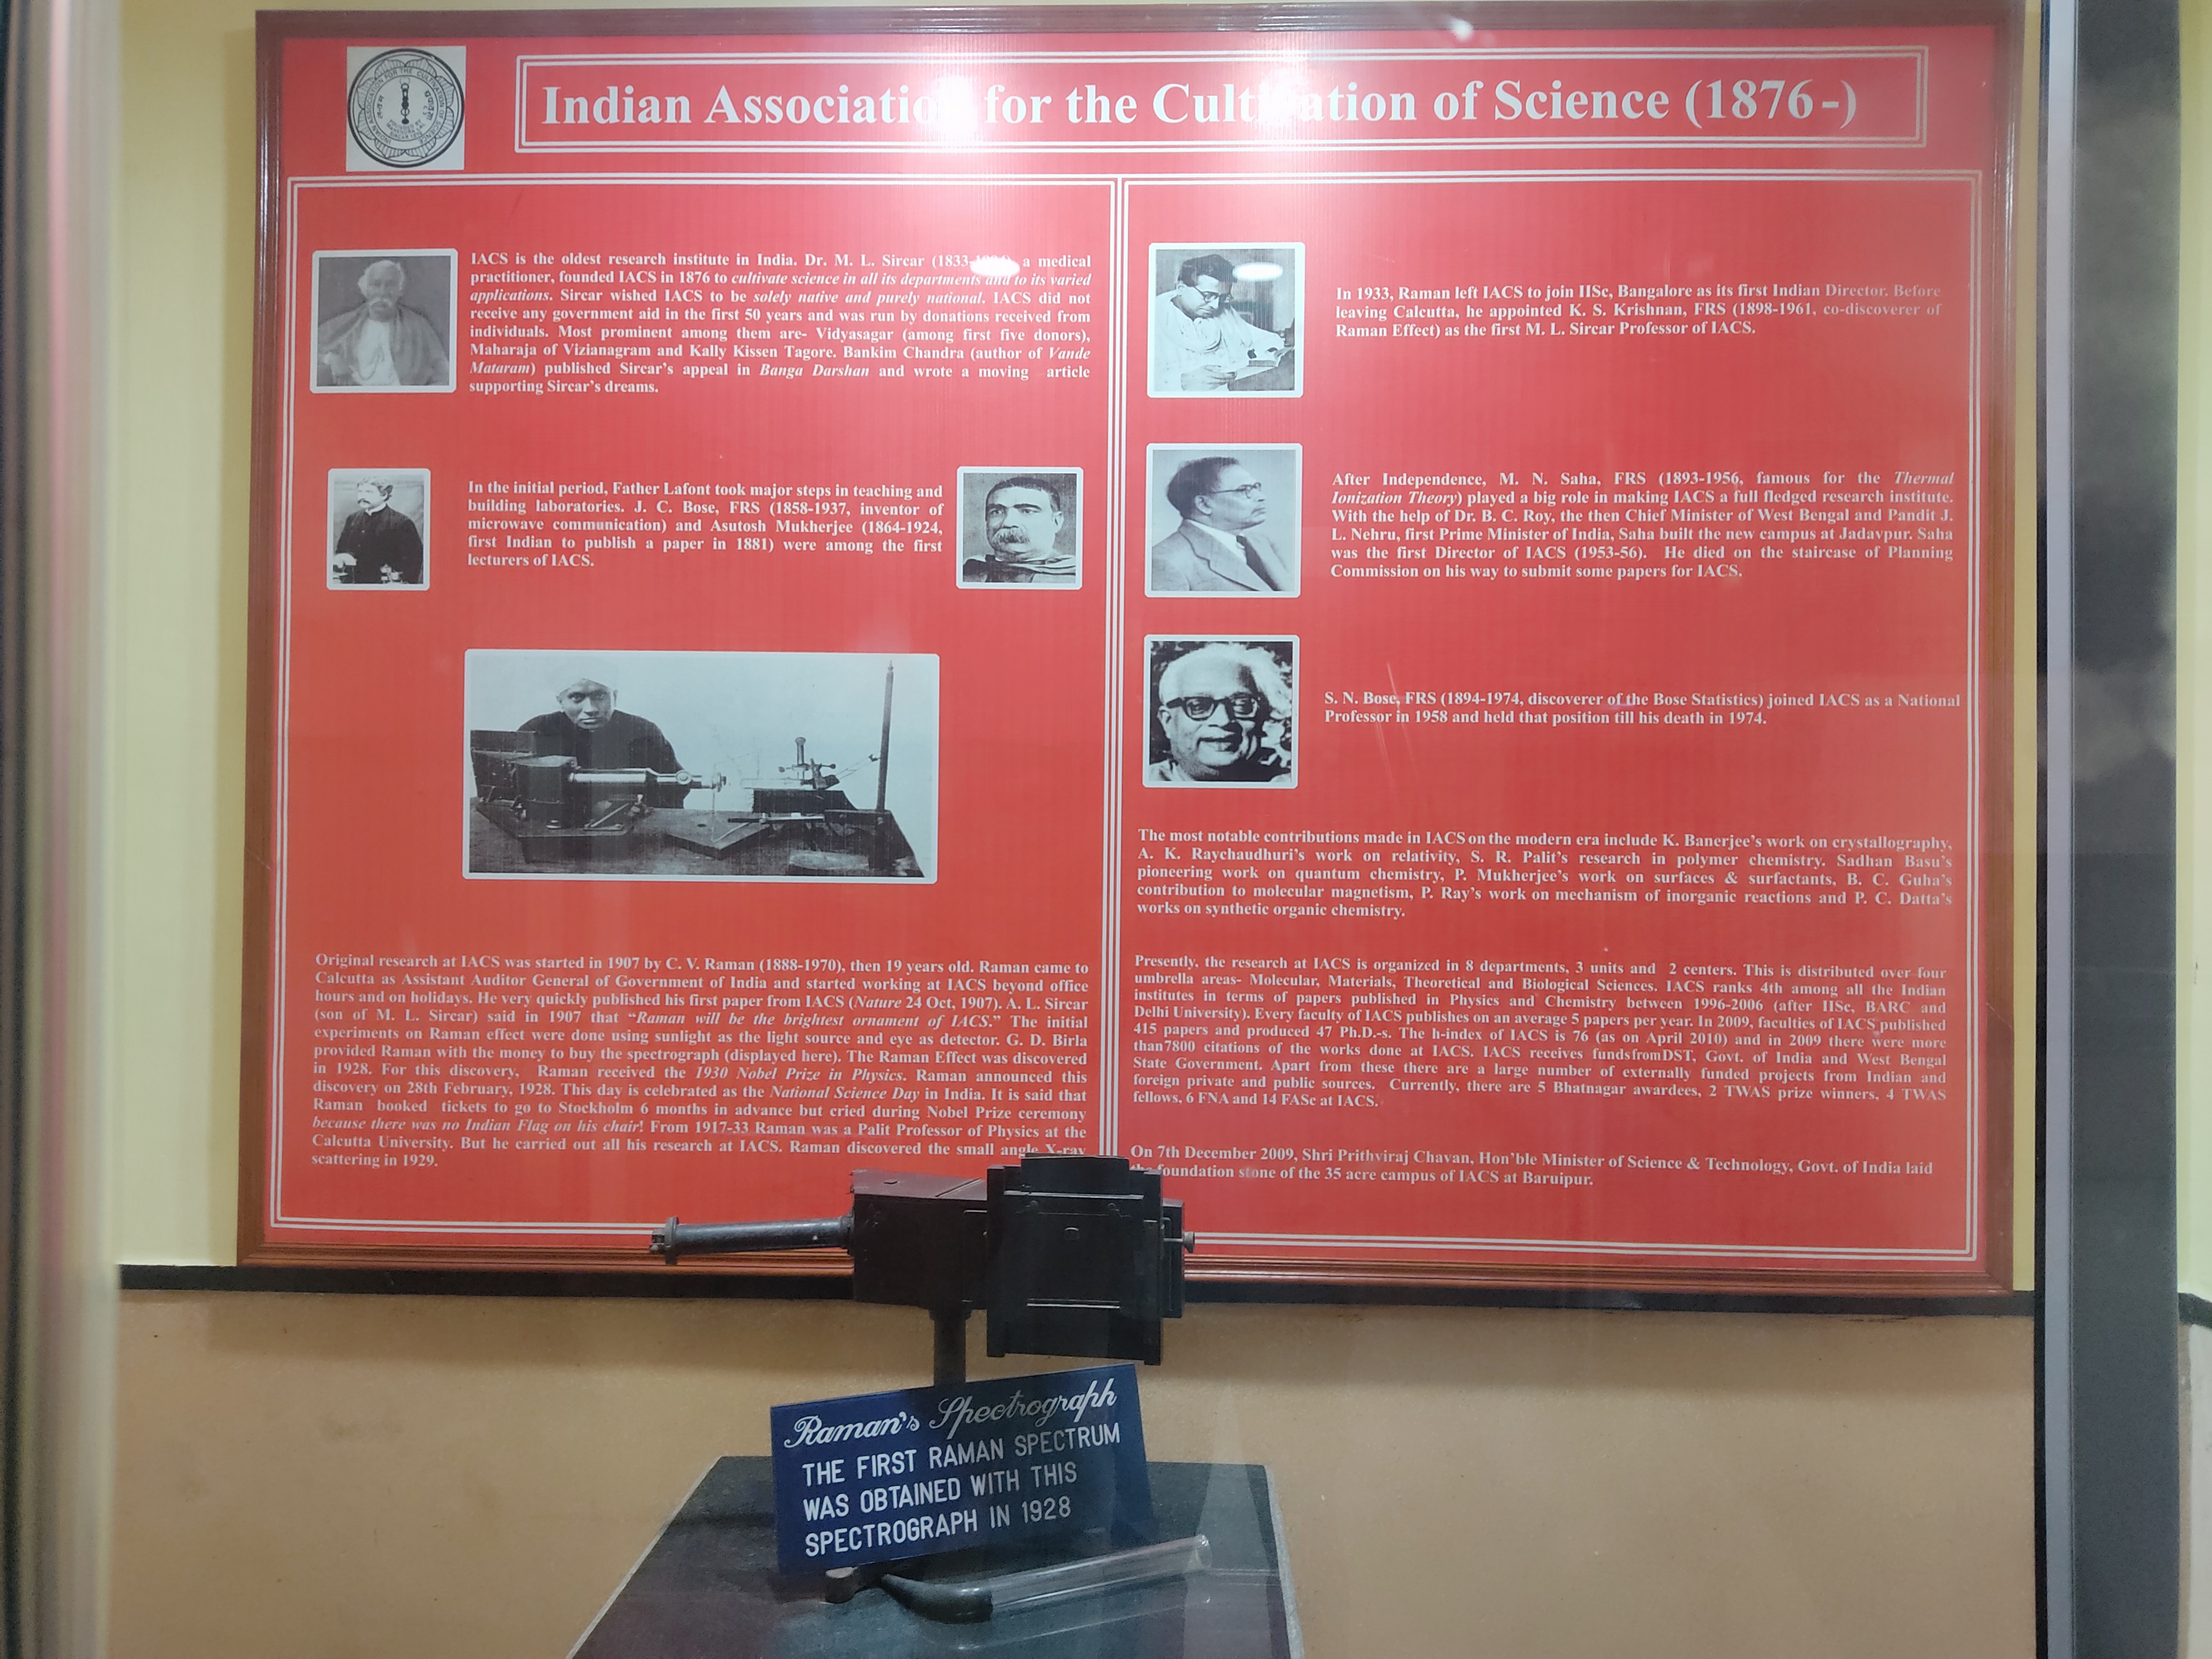 Indian Association for the Cultivation of Science (1876-)
IACS is the oldest research institute in India. Dr. M. L. Sircar (1833- a medical
practitioner, founded IACS in 1876 to cultivate science in all its departments and to its varied
applications. Sircar wished IACS to be solely native and purely national. IACS did not
receive any government aid in the first 50 years and was run by donations received from
individuals. Most prominent among them are- Vidyasagar (among first five donors),
Maharaja of Vizianagram and Kally Kissen Tagore. Bankim Chandra (author of Vande
Mataram) published Sircar's appeal in Banga Darshan and wrote a moving article
supporting Sircar's dreams.
In the initial period, Father Lafont took major steps in teaching and
building laboratories. J. C. Bose, FRS (1858-1937, inventor of
microwave communication) and Asutosh Mukherjee (1864-1924,
first Indian to publish a paper in 1881) were among the first
lecturers of IACS.
Original research at IACS was started in 1907 by C. V. Raman (1888-1970), then 19 years old. Raman came to
Calcutta as Assistant Auditor General of Government of India and started working at IACS beyond office
hours and on holidays. He very quickly published his first paper from IACS (Nature 24 Oct, 1907). A. L. Sircar
(son of M. L. Sircar) said in 1907 that "Raman will be the brightest ornament of IACS." The initial
experiments on Raman effect were done using sunlight as the light source and eye as detector. G. D. Birla
provided Raman with the money to buy the spectrograph (displayed here). The Raman Effect was discovered
in 1928. For this discovery, Raman received the 1930 Nobel Prize in Physics. Raman announced this
discovery on 28th February, 1928. This day is celebrated as the National Science Day in India. It is said that
Raman booked tickets to go to Stockholm 6 months in advance but cried during Nobel Prize ceremony
because there was no Indian Flag on his chair! From 1917-33 Raman was a Palit Professor of Physics at the
Calcutta University. But he carried out all his research at IACS. Raman discovered the small angle X-ray
scattering in 1929.
In 1933, Raman left IACS to join IISc, Bangalore as its first Indian Director. Before
leaving Calcutta, he appointed K. S. Krishnan, FRS (1898-1961, co-discoverer of
Raman Effect) as the first M. L. Sircar Professor of IACS.
After Independence, M. N. Saha, FRS (1893-1956, famous for the Thermal
Ionization Theory) played a big role in making IACS a full fledged research institute.
With the help of Dr. B. C. Roy, the then Chief Minister of West Bengal and Pandit J.
L. Nehru, first Prime Minister of India, Saha built the new campus at Jadavpur. Saha
was the first Director of IACS (1953-56). He died on the staircase of Planning
Commission on his way to submit some papers for IACS.
S. N. Bose, FRS (1894-1974, discoverer of the Bose Statistics) joined IACS as a National
Professor in 1958 and held that position till his death in 1974.
The most notable contributions made in IACS on the modern era include K. Banerjee's work on crystallography,
A. K. Raychaudhuri's work on relativity, S. R. Palit's research in polymer chemistry. Sadhan Basu's
pioneering work on quantum chemistry, P. Mukherjee's work on surfaces & surfactants, B. C. Guha's
contribution to molecular magnetism, P. Ray's work on mechanism of inorganic reactions and P. C. Datta's
works on synthetic organic chemistry.
Presently, the research at IACS is organized in 8 departments, 3 units and 2 centers. This is distributed over four
umbrella areas- Molecular, Materials, Theoretical and Biological Sciences. IACS ranks 4th among all the Indian
institutes in terms of papers published in Physics and Chemistry between 1996-2006 (after IISc, BARC and
Delhi University). Every faculty of IACS publishes on an average 5 papers per year. In 2009, faculties of IACS published
415 papers and produced 47 Ph.D.-s. The h-index of IACS is 76 (as on April 2010) and in 2009 there were more
than7800 citations of the works done at IACS. IACS receives fundsfromDST, Govt. of India and West Bengal
State Government. Apart from these there are a large number of externally funded projects from Indian and
foreign private and public sources. Currently, there are 5 Bhatnagar awardees, 2 TWAS prize winners, 4 TWAS
fellows. 6 FNA and 14 FASc at IACS.
On 7th December 2009, Shri Prithviraj Chavan, Hon'ble Minister of Science & Technology, Govt. of India laid
the foundation stone of the 35 acre campus of IACS at Baruipur.
Raman's Spectrograph
THE FIRST RAMAN SPECTRUM
WAS OBTAINED WITH THIS
SPECTROGRAPH IN 1928